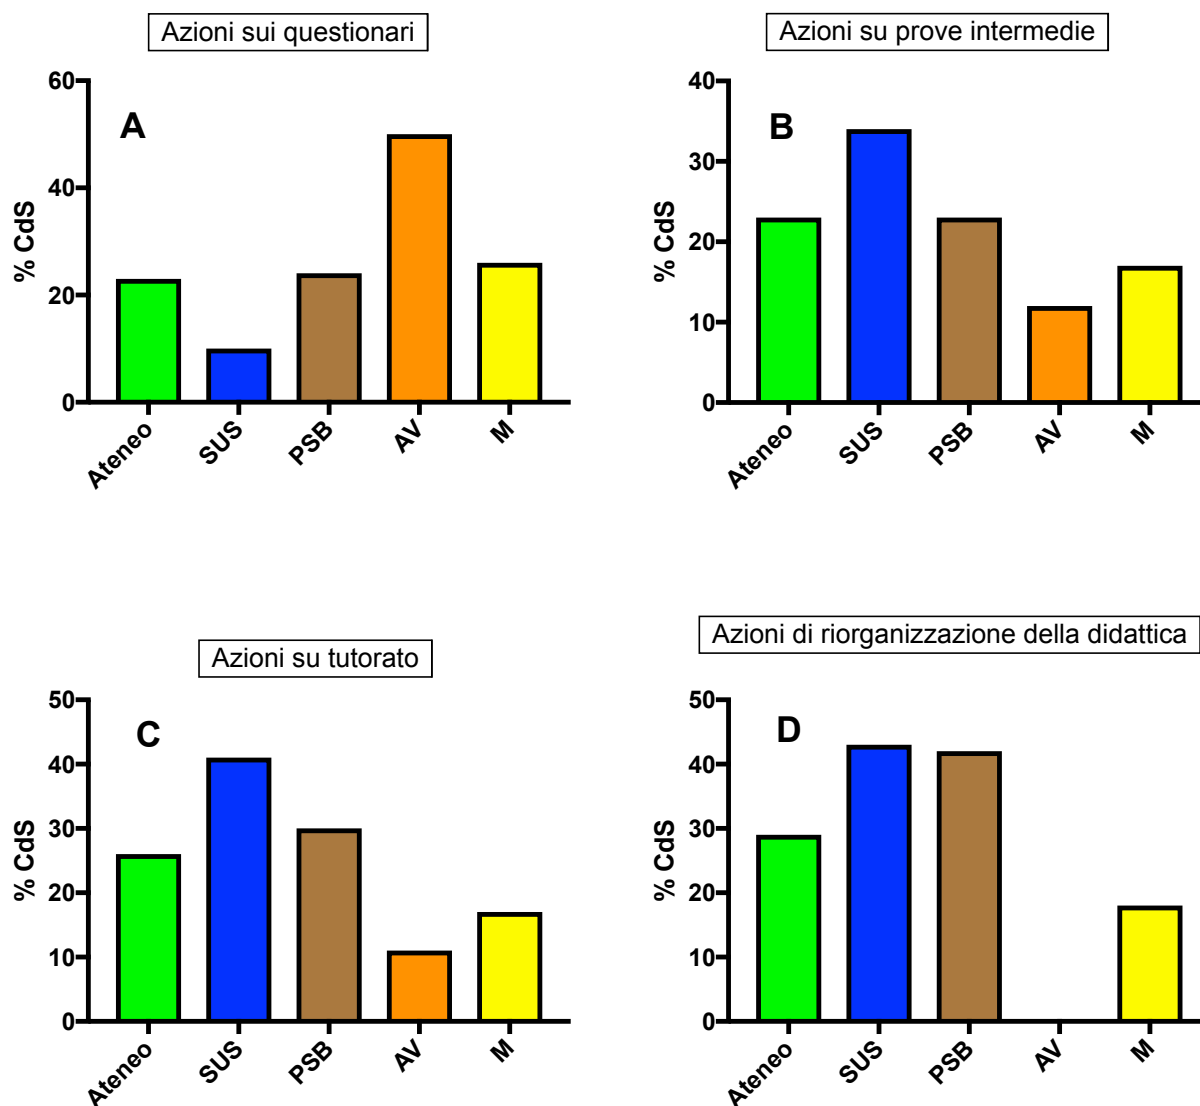 Azioni sui questionari
A
% CdS
60
40
20
0
Ateneo
SUS
PSB
AV
M
Azioni su prove intermedie
B
% CdS
40
30
20
10
0
Ateneo
SUS
PSB
AV
M
Azioni su tutorato
C
% CdS
50
40
30
20
10
0
Ateneo
SUS
PSB
AV
M
Azioni di riorganizzazione della didattica
D
% CdS
50
40
30
20
10
0
Ateneo
SUS
PSB
AV
M